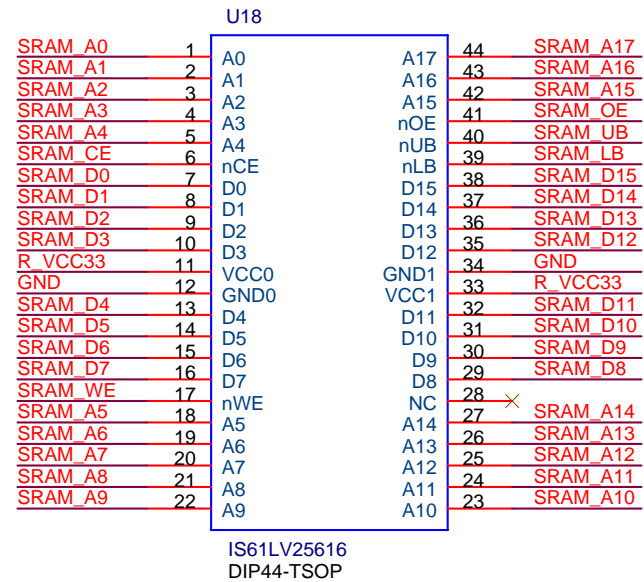 U18
SRAM_A0 1 A0 A17 44 SRAM_A17
SRAM_A1 2 A1 A16 43 SRAM_A16
SRAM_A2 3 A2 A15 42 SRAM_A15
SRAM_A3 4 A3 nOE 41 SRAM_OE
SRAM_A4 5 A4 nUB 40 SRAM_UB
SRAM_CE 6 nCE nLB 39 SRAM_LB
SRAM_D0 7 D0 D15 38 SRAM_D15
SRAM_D1 8 D1 D14 37 SRAM_D14
SRAM_D2 9 D2 D13 36 SRAM_D13
SRAM_D3 10 D3 D12 35 SRAM_D12
R_VCC33 11 VCC0 GND1 34 GND
GND 12 GND0 VCC1 33 R_VCC33
SRAM_D4 13 D4 D11 32 SRAM_D11
SRAM_D5 14 D5 D10 31 SRAM_D10
SRAM_D6 15 D6 D9 30 SRAM_D9
SRAM_D7 16 D7 D8 29 SRAM_D8
SRAM_WE 17 nWE NC 28
SRAM_A5 18 A5 A14 27 SRAM_A14
SRAM_A6 19 A6 A13 26 SRAM_A13
SRAM_A7 20 A7 A12 25 SRAM_A12
SRAM_A8 21 A8 A11 24 SRAM_A11
SRAM_A9 22 A9 A10 23 SRAM_A10
IS61LV25616
DIP44-TSOP